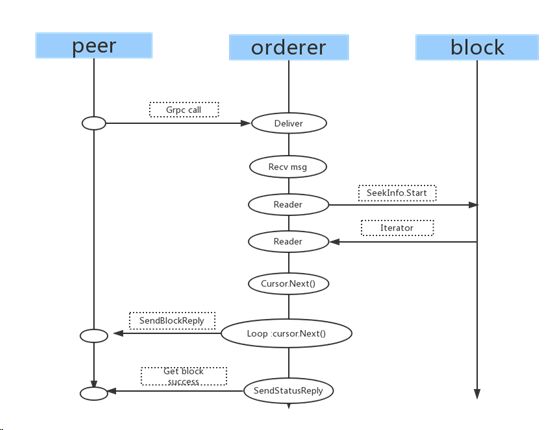 peer
orderer
block
Grpc call
Deliver
Recv msg
Reader
SeekInfo.Start
Reader
Iterator
Cursor.Next()
SendBlockReply
Loop :cursor.Next()
Get block
success
SendStatusReply